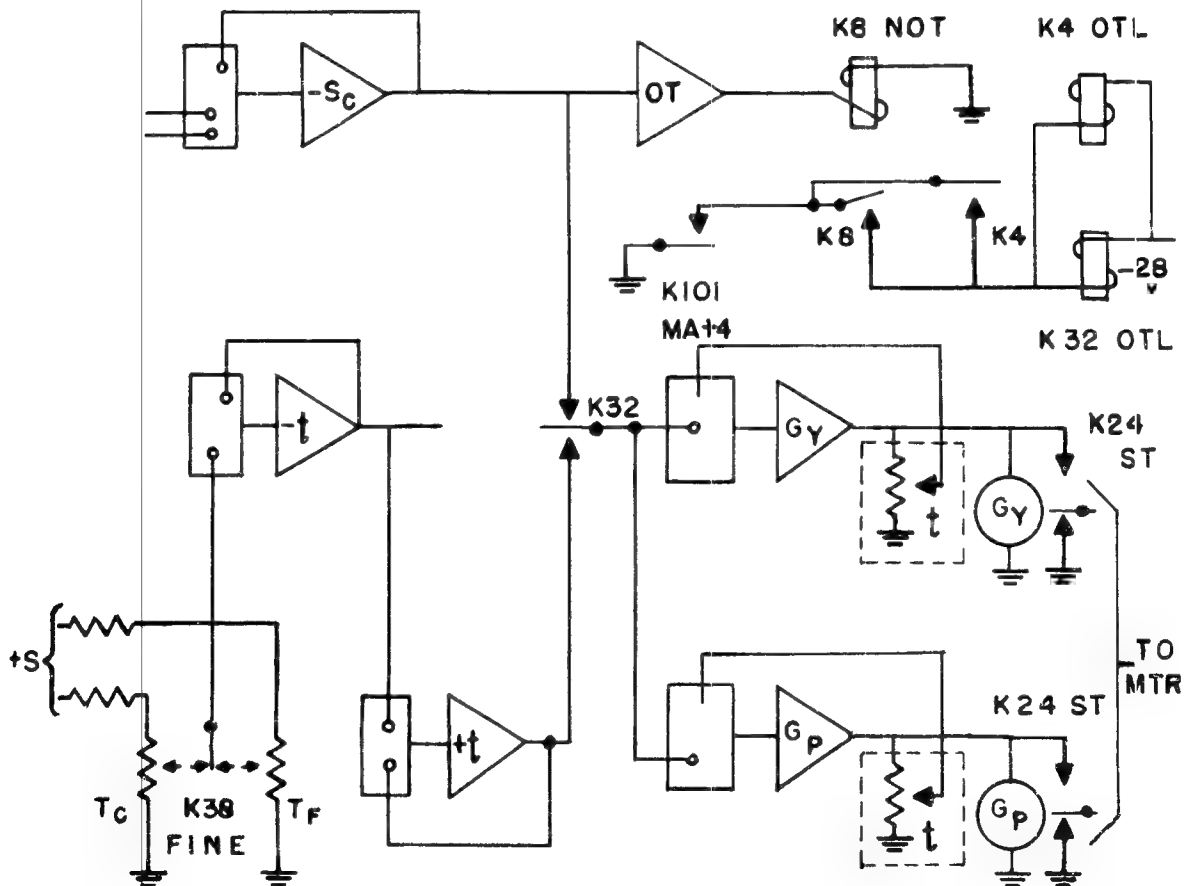 K8 NOT
K4 OTL
-Sc
OT
K8
K4
-28
v
K101
MA+4
K32 OTL
-t
K32
GY
K24
ST
t
GY
+S
TO
MTR
K24 ST
+t
GP
TC
K38
FINE
TF
t
GP